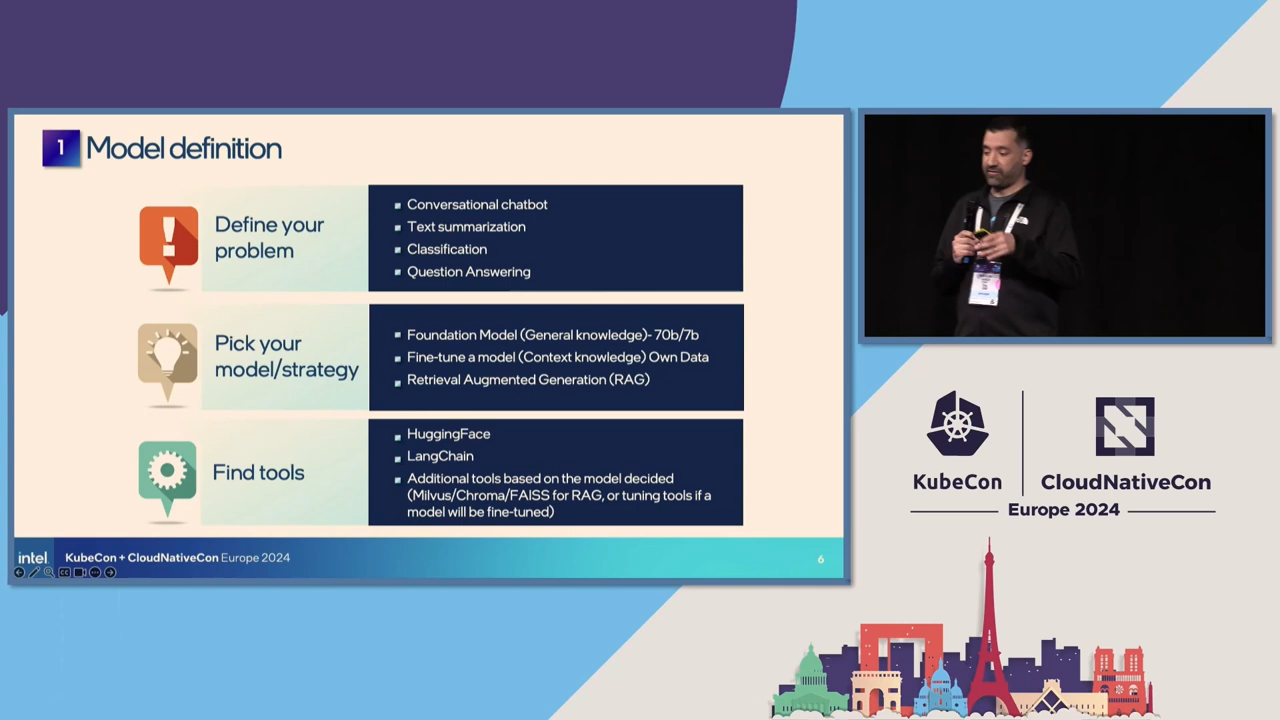 1
Model definition
Define your
problem
Conversational chatbot
Text summarization
Classification
Question Answering
Pick your
model/strategy
Foundation Model (General knowledge)- 70b/7b
Fine-tune a model (Context knowledge) Own Data
Retrieval Augmented Generation (RAG)
Find tools
HuggingFace
LangChain
Additional tools based on the model decided
(Milvus/Chroma/FAISS for RAG, or tuning tools if a
model will be fine-tuned)
intel
KubeCon + CloudNativeCon Europe 2024
6
KubeCon
CloudNativeCon
Europe 2024